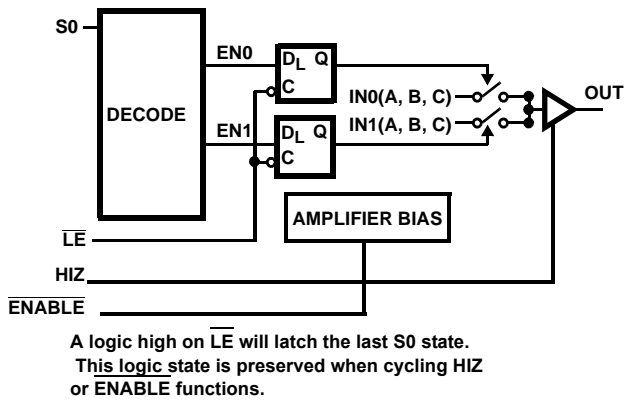 S0
DECODE
EN0
DL Q
C
IN0(A, B, C)
OUT
EN1
DL Q
C
IN1(A, B, C)
AMPLIFIER BIAS
LE
HIZ
ENABLE
A logic high on LE will latch the last S0 state.
This logic state is preserved when cycling HIZ
or ENABLE functions.